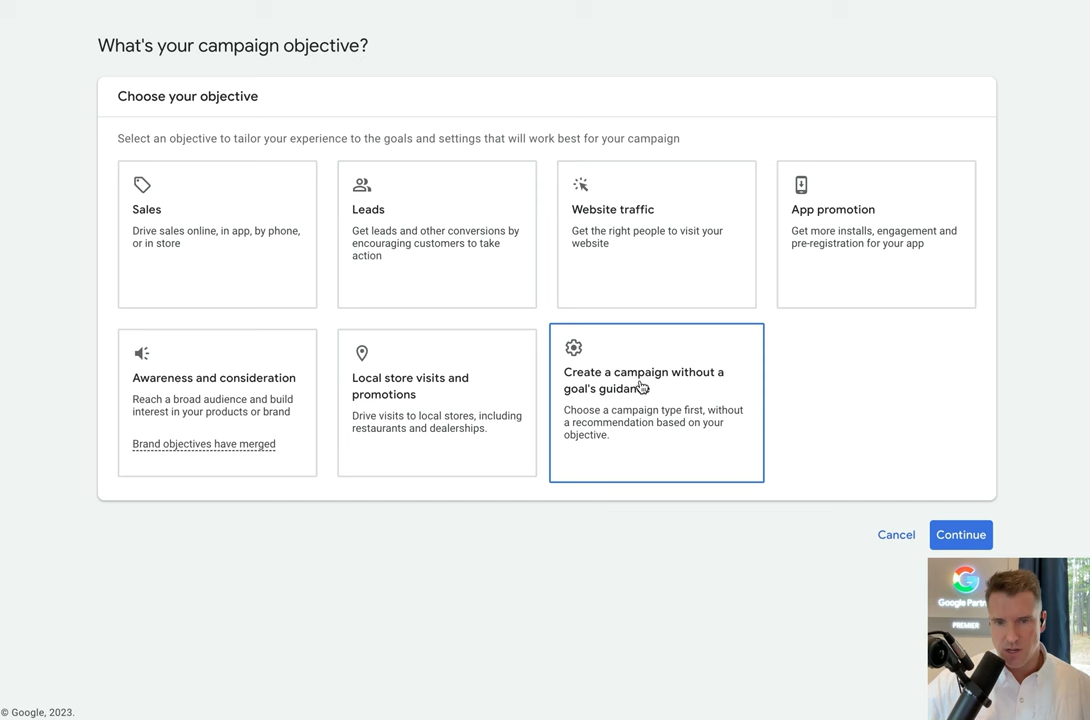 What's your campaign objective?
Choose your objective
Select an objective to tailor your experience to the goals and settings that will work best for your campaign
Sales
Drive sales online, in app, by phone,
or in store
Leads
Get leads and other conversions by
encouraging customers to take
action
Website traffic
Get the right people to visit your
website
App promotion
Get more installs, engagement and
pre-registration for your app
Awareness and consideration
Reach a broad audience and build
interest in your products or brand
Brand objectives have merged
Local store visits and
promotions
Drive visits to local stores, including
restaurants and dealerships.
Create a campaign without a
goal's guidance
Choose a campaign type first, without
a recommendation based on your
objective.
Cancel
Continue
Google Partn
PREMIER
© Google, 2023.